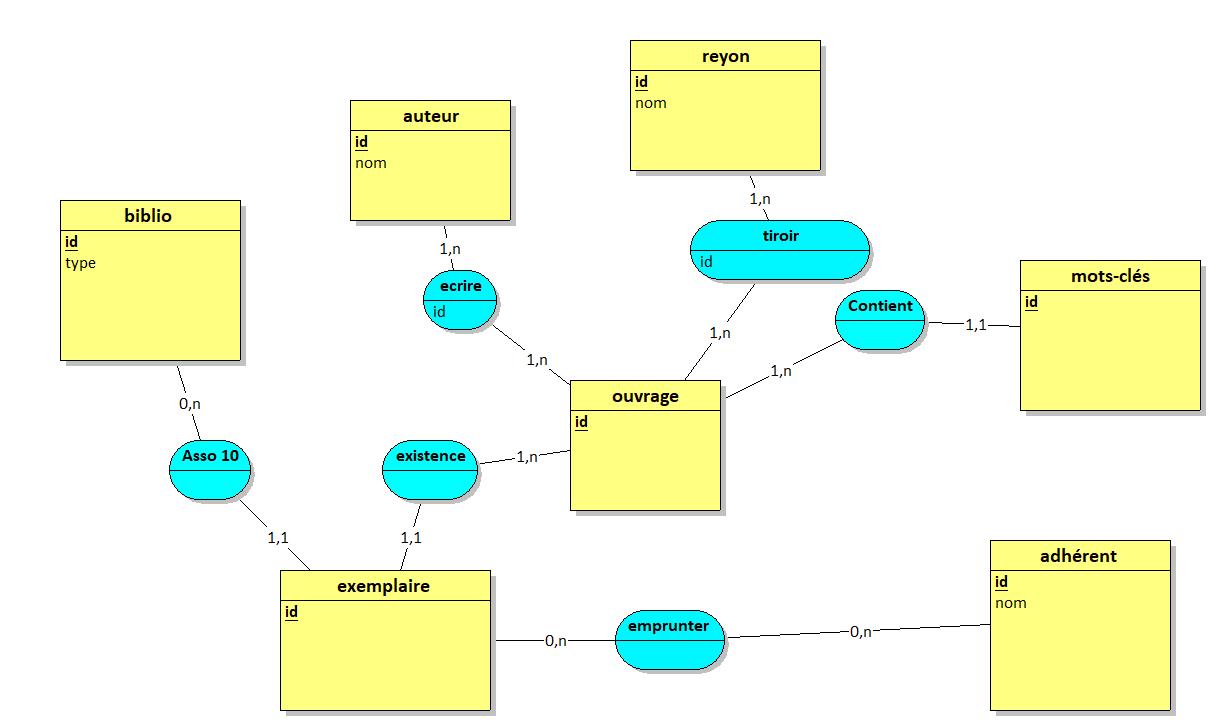 reyon
id
nom
auteur
id
nom
1,n
biblio
id
type
1,n
tiroir
id
ecrire
id
mots-clés
id
Contient
1,1
1,n
1,n
1,n
ouvrage
id
0,n
Asso 10
existence
1,n
1,1
1,1
exemplaire
id
adhérent
id
nom
emprunter
0,n
0,n